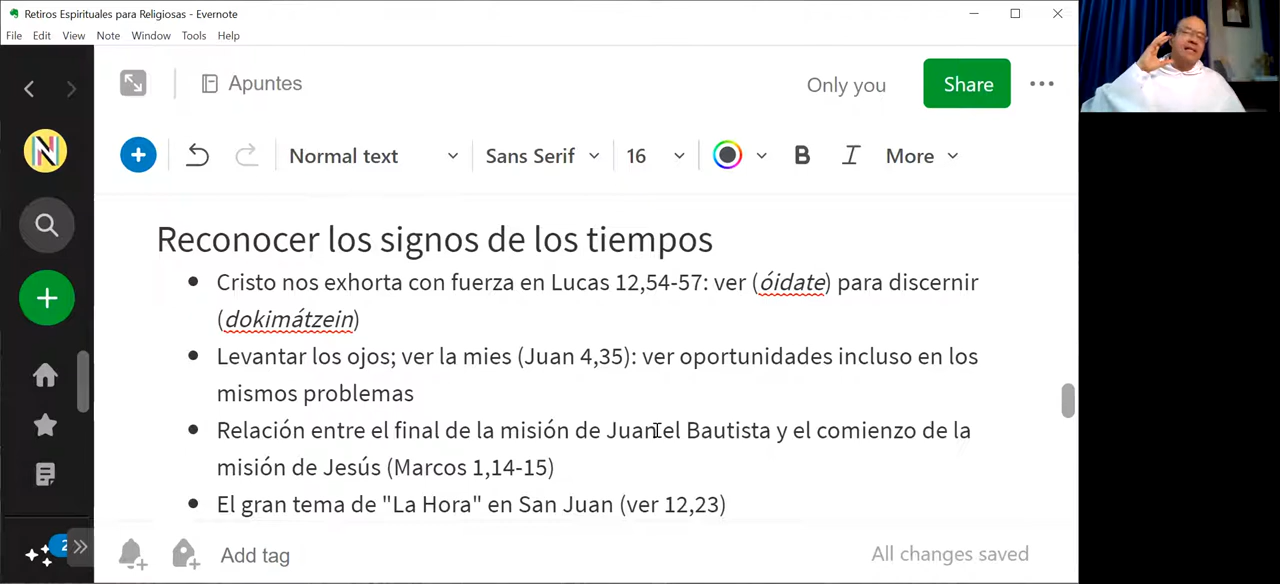 Retiros Espirituales para Religiosas - Evernote
File Edit View Note Window Tools Help
Apuntes
Only you
Share
Normal text
Sans Serif
16
B
I
More
N
Reconocer los signos de los tiempos
Cristo nos exhorta con fuerza en Lucas 12,54-57: ver (óidate) para discernir
(dokimátzein)
Levantar los ojos; ver la mies (Juan 4,35): ver oportunidades incluso en los
mismos problemas
Relación entre el final de la misión de Juan el Bautista y el comienzo de la
misión de Jesús (Marcos 1,14-15)
El gran tema de "La Hora" en San Juan (ver 12,23)
2
Add tag
All changes saved